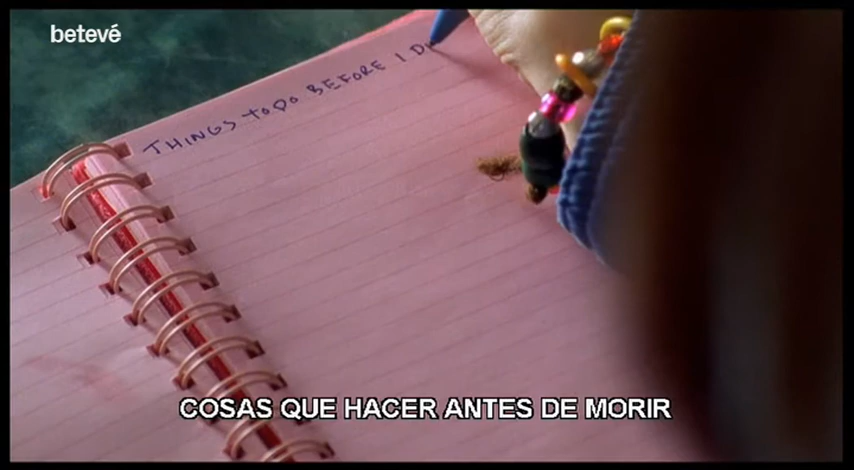 betevé
THINGS TO DO BEFORE I D
COSAS QUE HACER ANTES DE MORIR